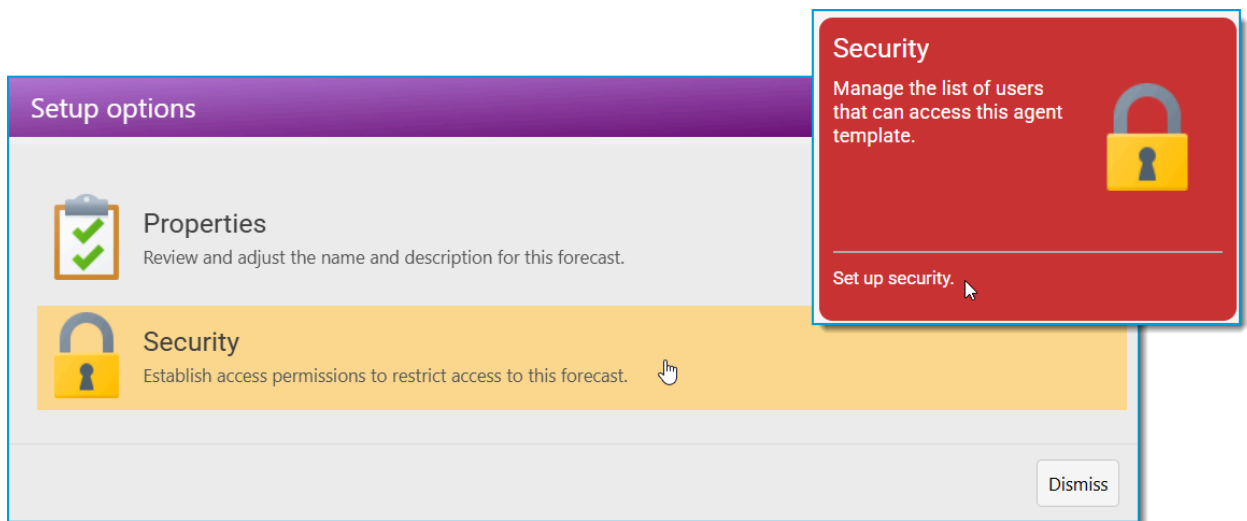 Security
Manage the list of users
that can access this agent
template.
Set up security.
Setup options
Properties
Review and adjust the name and description for this forecast.
Security
Establish access permissions to restrict access to this forecast.
Dismiss